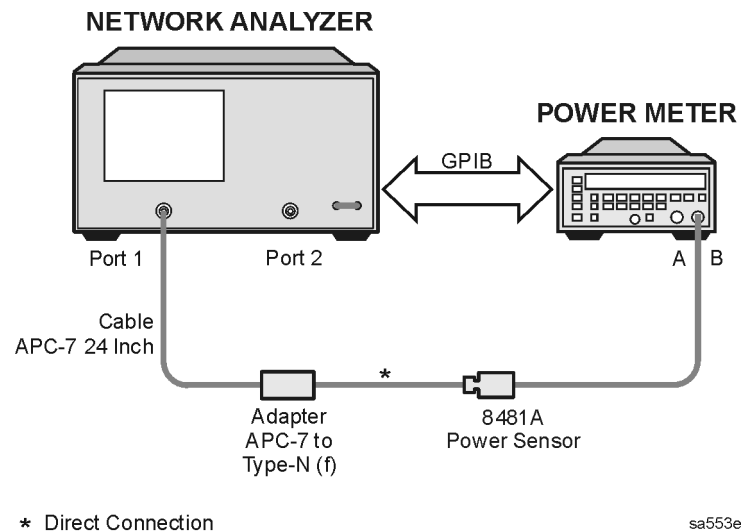 NETWORK ANALYZER
POWER METER
GPIB
Port 1
Port 2
A
B
Cable
APC-7 24 Inch
*
Adapter
APC-7 to
Type-N (f)
8481A
Power Sensor
* Direct Connection
sa553e